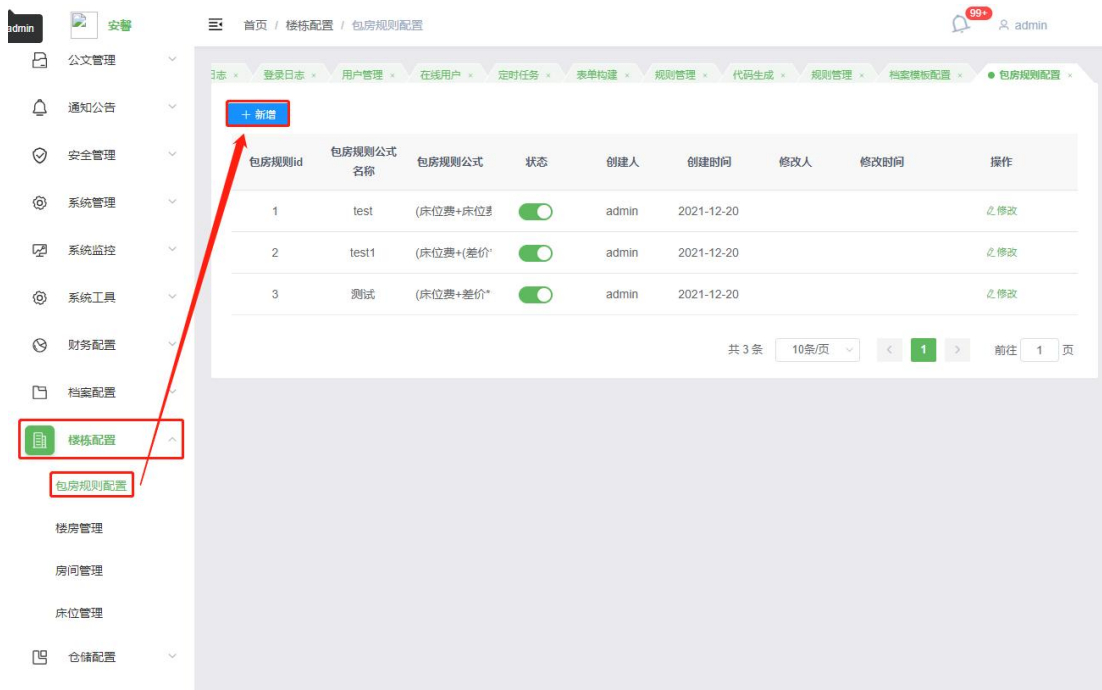 admin
安馨
首页 / 楼栋配置 / 包房规则配置
99+
admin
公文管理
通知公告
安全管理
系统管理
系统监控
系统工具
财务配置
档案配置
楼栋配置
包房规则配置
楼房管理
房间管理
床位管理
仓储配置
日志 × 登录日志 × 用户管理 × 在线用户 × 定时任务 × 表单构建 × 规则管理 × 代码生成 × 规则管理 × 档案模板配置 × 包房规则配置 ×
+ 新增
包房规则id 包房规则公式名称 包房规则公式 状态 创建人 创建时间 修改人 修改时间 操作
1 test (床位费+床位 admin 2021-12-20 修改
2 test1 (床位费+(差价* admin 2021-12-20 修改
3 测试 (床位费+差价* admin 2021-12-20 修改
共 3 条 10条/页 < 1 > 前往 1 页